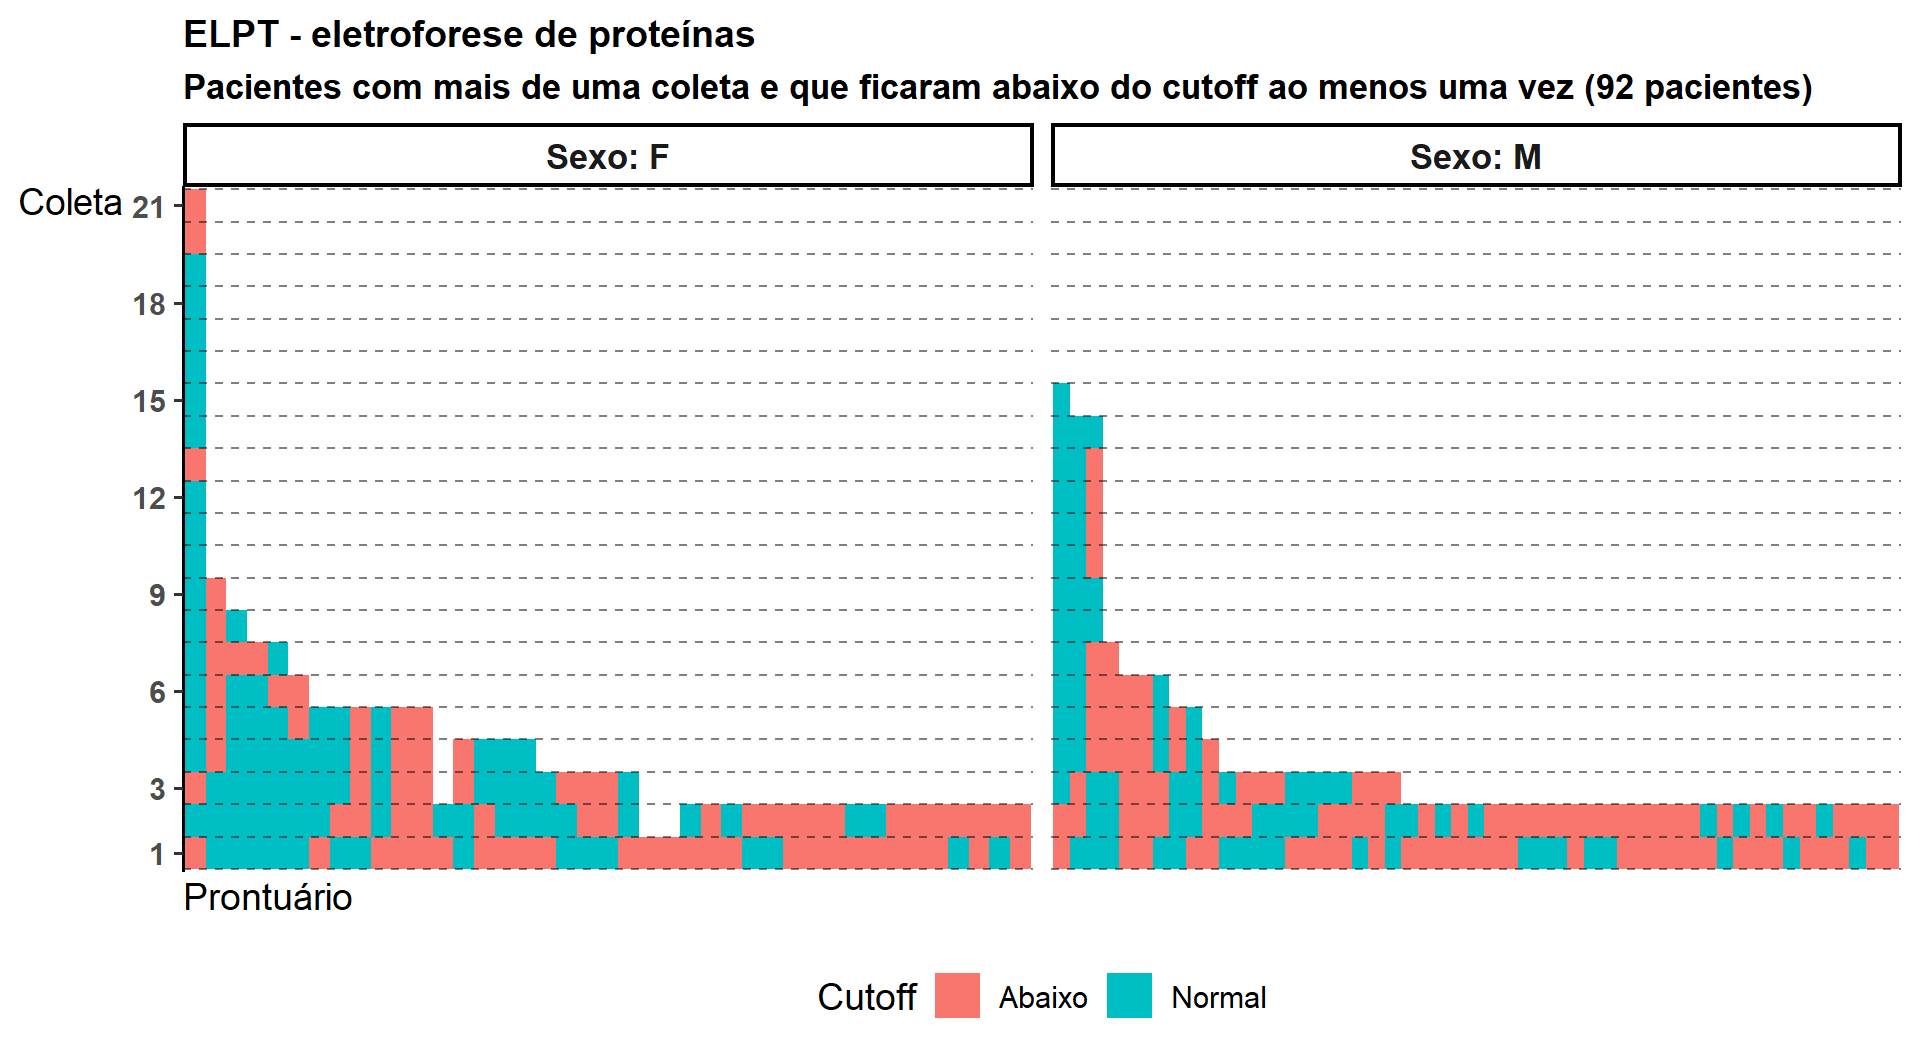 ELPT - eletroforese de proteínas
Pacientes com mais de uma coleta e que ficaram abaixo do cutoff ao menos uma vez (92 pacientes)
Sexo: F
Sexo: M
Coleta
21
18
15
12
9
6
3
1
Prontuário
Cutoff
Abaixo
Normal